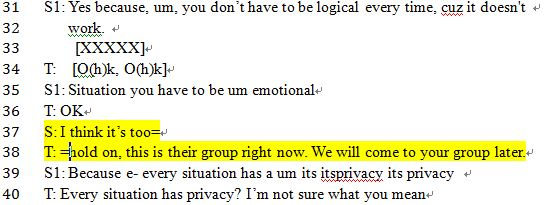 31 S1: Yes because, um, you don't have to be logical every time, cuz it doesn't
32 work.
33 [XXXXX]
34 T: [O(h)k, O(h)k]
35 S1: Situation you have to be um emotional
36 T: OK
37 S: I think it's too=
38 T: =hold on, this is their group right now. We will come to your group later.
39 S1: Because e- every situation has a um its itsprivacy its privacy
40 T: Every situation has privacy? I'm not sure what you mean